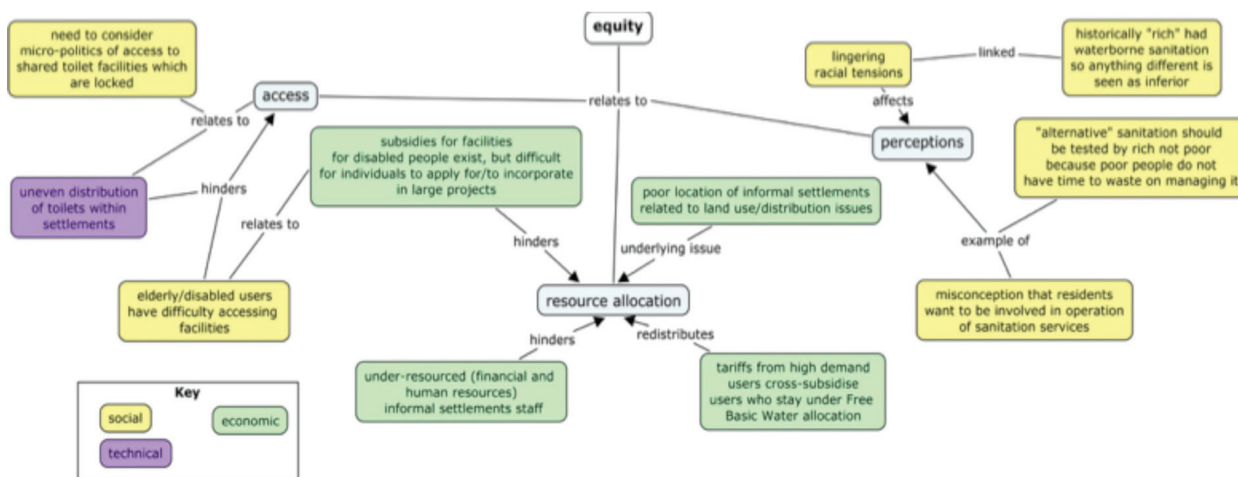 equity
need to consider
micro-politics of access to
shared toilet facilities which
are locked
access
relates to
lingering
racial tensions
linked
historically "rich" had
waterborne sanitation
so anything different is
seen as inferior
affects
perceptions
relates to
uneven distribution
of toilets within
settlements
hinders
subsidies for facilities
for disabled people exist, but difficult
for individuals to apply for/to incorporate
in large projects
relates to
poor location of informal settlements
related to land use/distribution issues
"alternative" sanitation should
be tested by rich not poor
because poor people do not
have time to waste on managing it
hinders
underlying issue
example of
elderly/disabled users
have difficulty accessing
facilities
resource allocation
misconception that residents
want to be involved in operation
of sanitation services
hinders
redistributes
under-resourced (financial and
human resources)
informal settlements staff
tariffs from high demand
users cross-subsidise
users who stay under Free
Basic Water allocation
Key
social
economic
technical